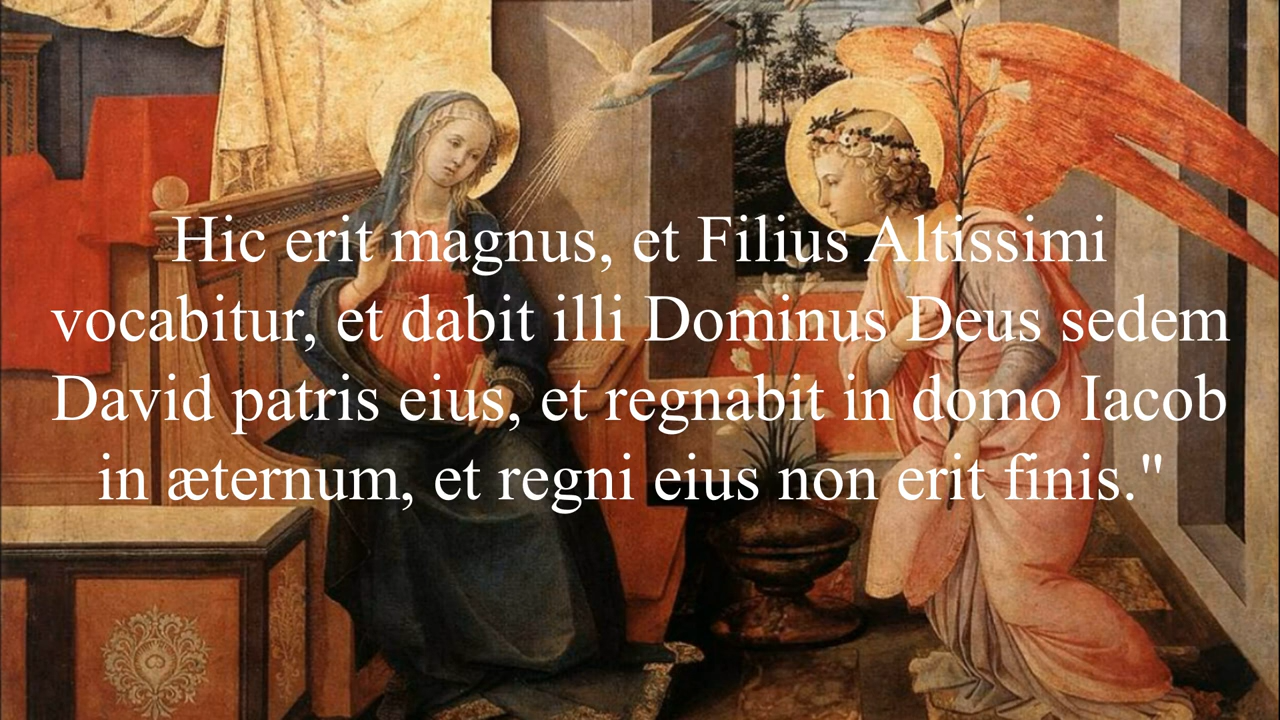 Hic erit magnus, et Filius Altissimi
vocabitur, et dabit illi Dominus Deus sedem
David patris eius, et regnabit in domo Iacob
in æternum, et regni eius non erit finis."